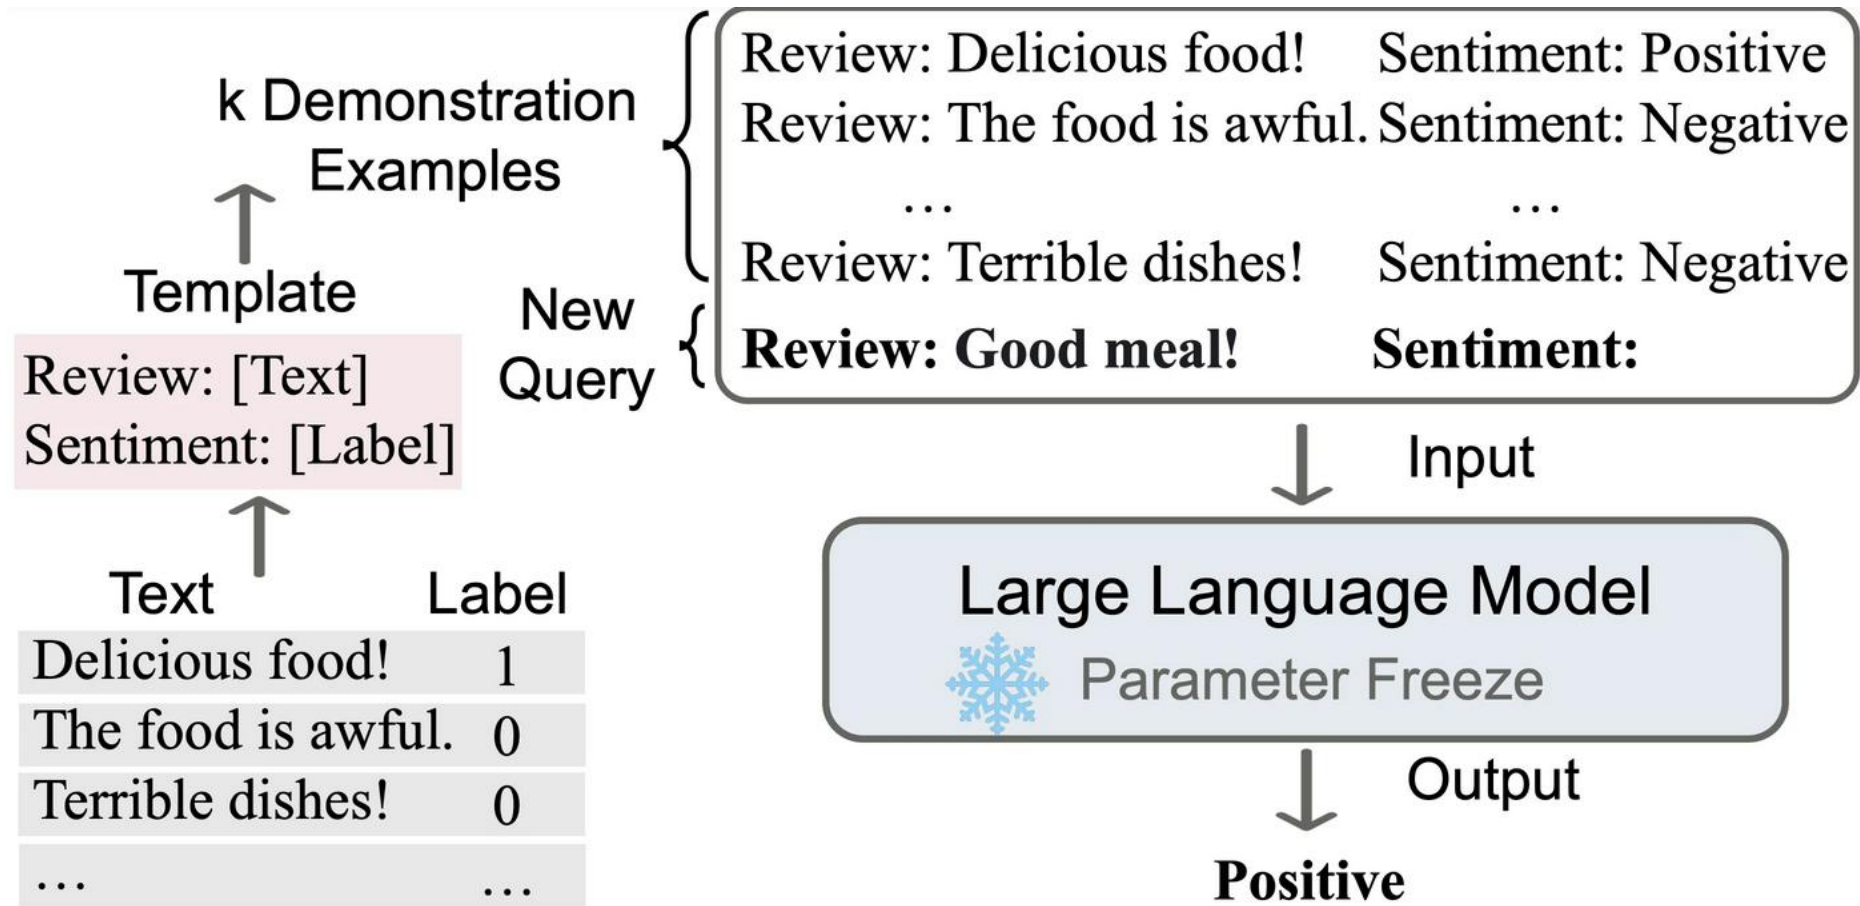 k Demonstration
Examples
Template
Review: [Text]
Sentiment: [Label]
Text Label
Delicious food! 1
The food is awful. 0
Terrible dishes! 0
… …
Review: Delicious food! Sentiment: Positive
Review: The food is awful. Sentiment: Negative
… …
Review: Terrible dishes! Sentiment: Negative
New
Query
Review: Good meal! Sentiment:
Input
Large Language Model
Parameter Freeze
Output
Positive